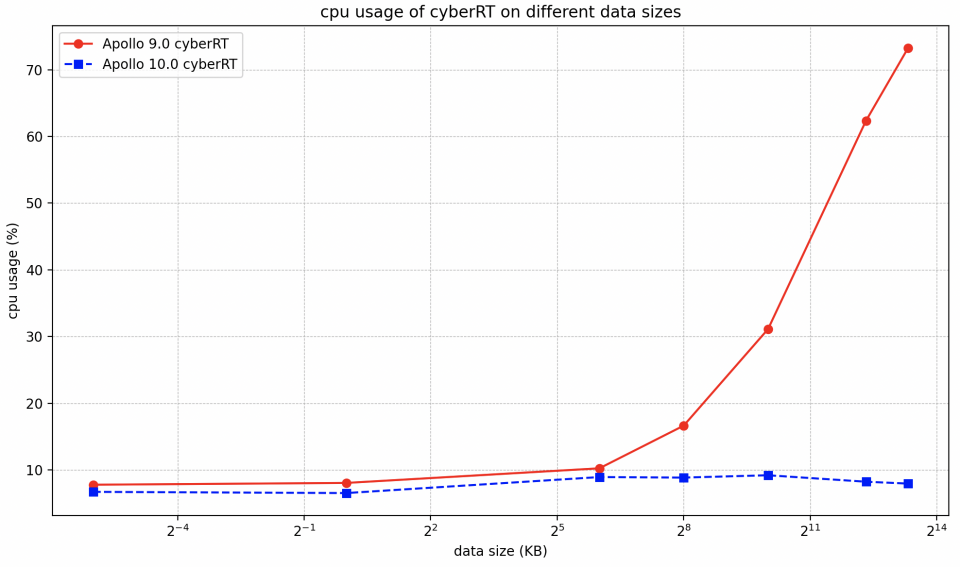 cpu usage of cyberRT on different data sizes
Apollo 9.0 cyberRT
Apollo 10.0 cyberRT
cpu usage (%)
70
60
50
40
30
20
10
2⁻⁴ 2⁻¹ 2² 2⁵ 2⁸ 2¹¹ 2¹⁴
data size (KB)